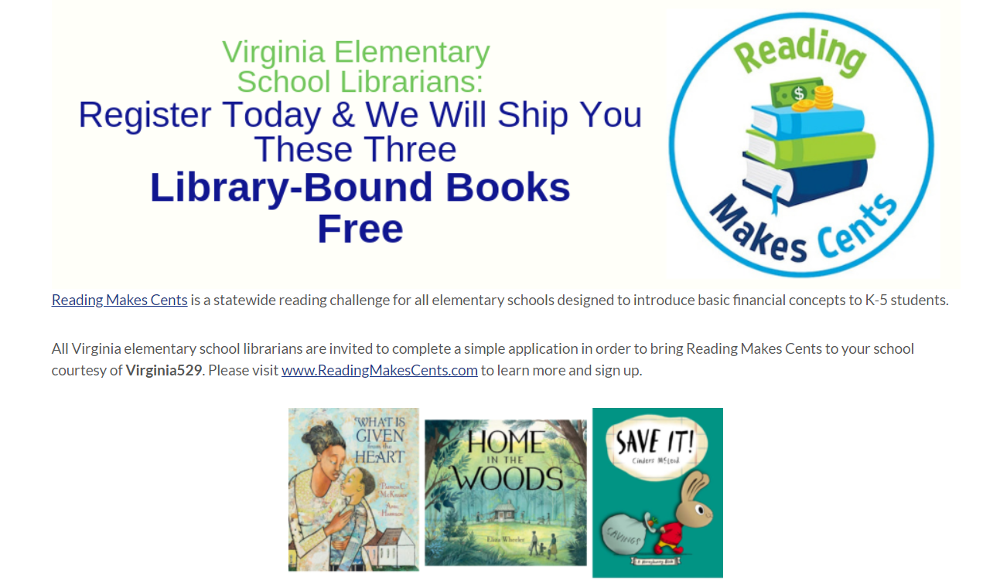 Virginia Elementary
School Librarians:
Register Today & We Will Ship You
These Three
Library-Bound Books
Free
Reading
$
Makes Cents
Reading Makes Cents is a statewide reading challenge for all elementary schools designed to introduce basic financial concepts to K-5 students.
All Virginia elementary school librarians are invited to complete a simple application in order to bring Reading Makes Cents to your school
courtesy of Virginia529. Please visit www.ReadingMakesCents.com to learn more and sign up.
WHAT IS
GIVEN
from the
HEART
Patricia C.
McKissack
April
Harrison
HOME
IN THE
WOODS
Eliza Wheeler
SAVE IT!
Cinders McLeod
SAVINGS
A Moneybunny Book